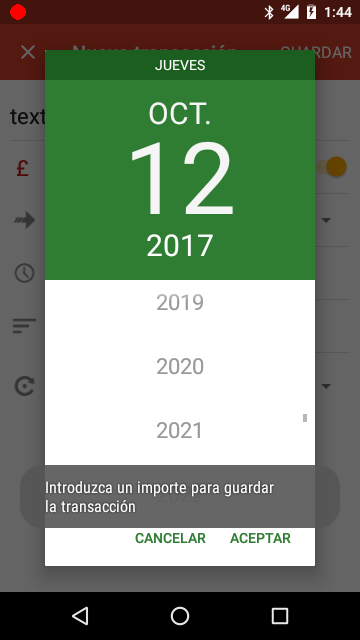 4G 1:44
Nueva transacción GUARDAR
JUEVES
text
OCT.
12
£
2017
2019
2020
2021
Introduzca un importe para guardar
la transacción
CANCELAR ACEPTAR